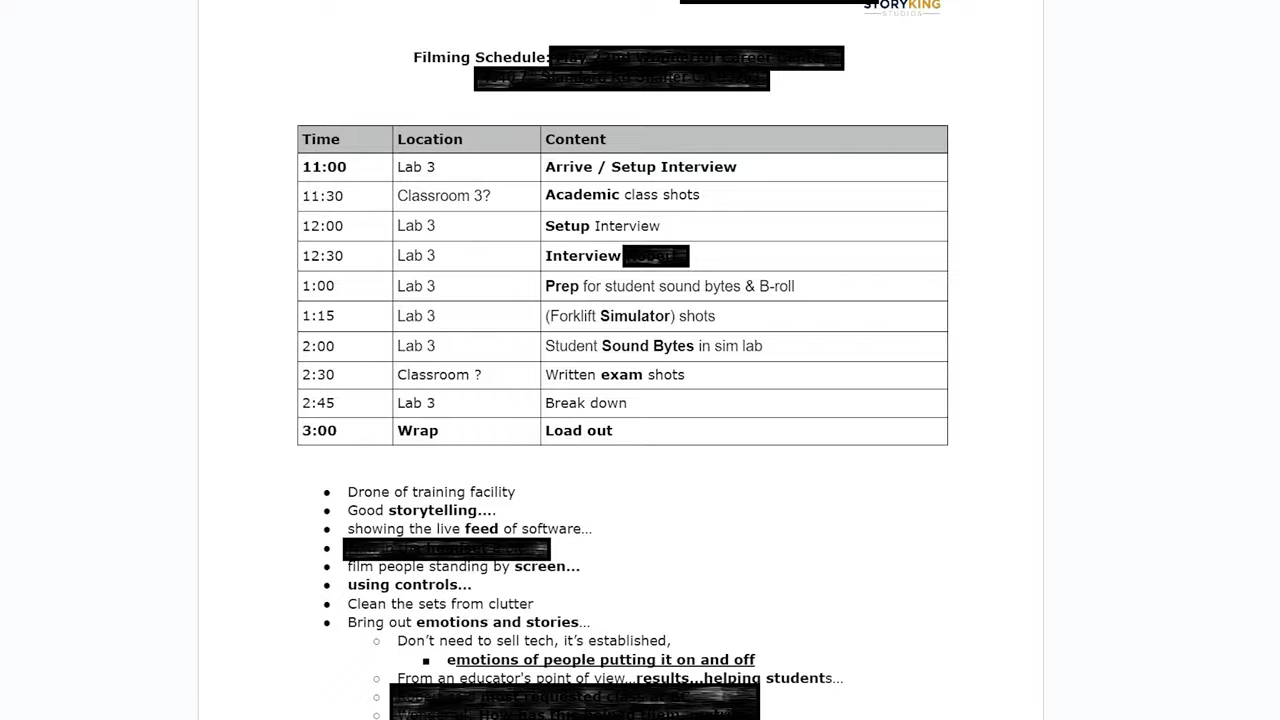 STORYKING
STUDIOS
Filming Schedule:
Time Location Content
11:00 Lab 3 Arrive / Setup Interview
11:30 Classroom 3? Academic class shots
12:00 Lab 3 Setup Interview
12:30 Lab 3 Interview
1:00 Lab 3 Prep for student sound bytes & B-roll
1:15 Lab 3 (Forklift Simulator) shots
2:00 Lab 3 Student Sound Bytes in sim lab
2:30 Classroom ? Written exam shots
2:45 Lab 3 Break down
3:00 Wrap Load out
● Drone of training facility
● Good storytelling....
● showing the live feed of software…
●
● film people standing by screen...
● using controls...
● Clean the sets from clutter
● Bring out emotions and stories…
○ Don’t need to sell tech, it’s established,
■ emotions of people putting it on and off
○ From an educator's point of view…results...helping students…